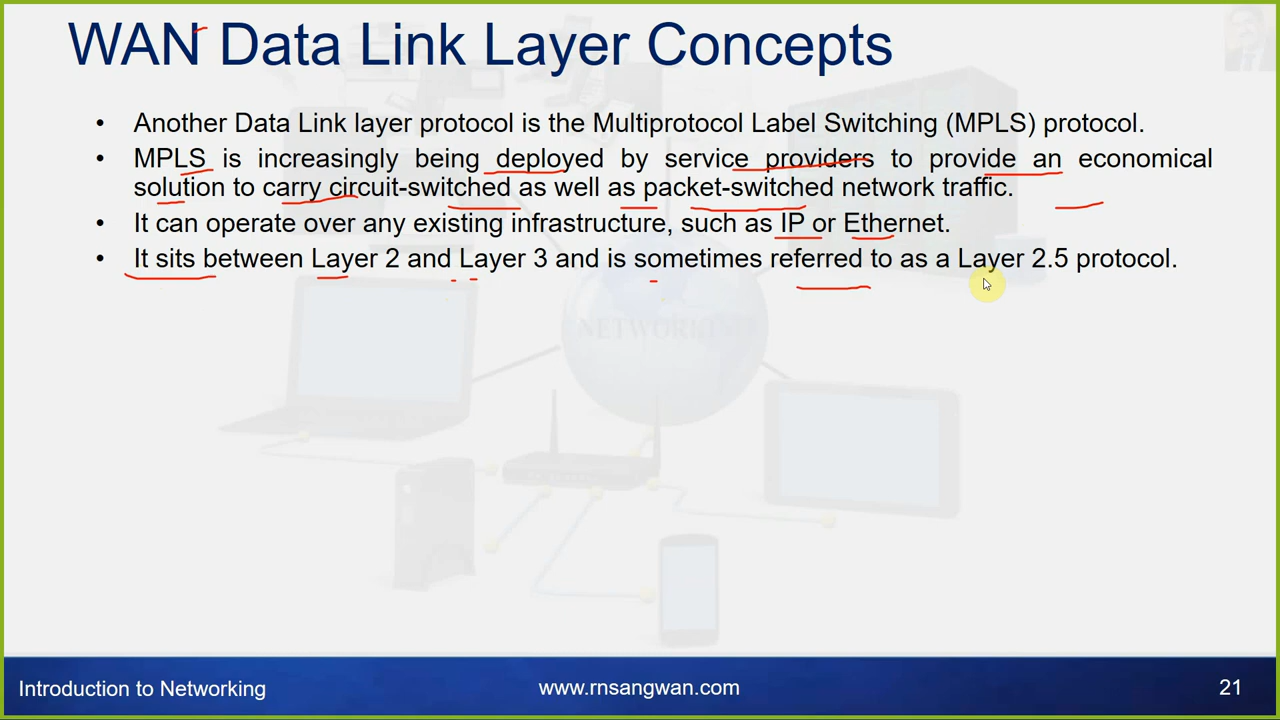 WAN Data Link Layer Concepts
• Another Data Link layer protocol is the Multiprotocol Label Switching (MPLS) protocol.
• MPLS is increasingly being deployed by service providers to provide an economical
solution to carry circuit-switched as well as packet-switched network traffic.
• It can operate over any existing infrastructure, such as IP or Ethernet.
• It sits between Layer 2 and Layer 3 and is sometimes referred to as a Layer 2.5 protocol.
NETWORKING
Introduction to Networking
www.rnsangwan.com
21